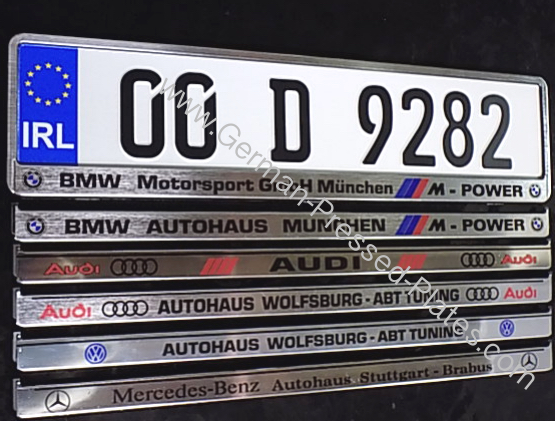 IRL 00 D 9282
BMW Motorsport GmbH München M - POWER
BMW AUTOHAUS MUNCHEN M - POWER
Audi AUDI Audi
AUTOHAUS WOLFSBURG - ABT TUNING
Audi AUTOHAUS WOLFSBURG - ABT TUNING Audi
Mercedes-Benz Autohaus Stuttgart - Brabus
www.German-Pressed-Plates.com